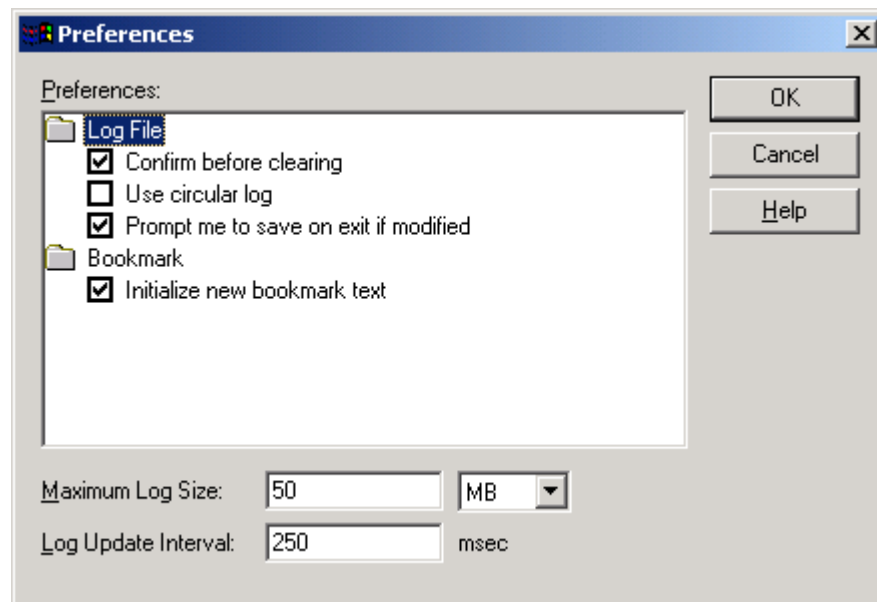 Preferences
Preferences:
OK
Log File
Confirm before clearing
Cancel
Use circular log
Help
Prompt me to save on exit if modified
Bookmark
Initialize new bookmark text
Maximum Log Size: 50 MB
Log Update Interval: 250 msec